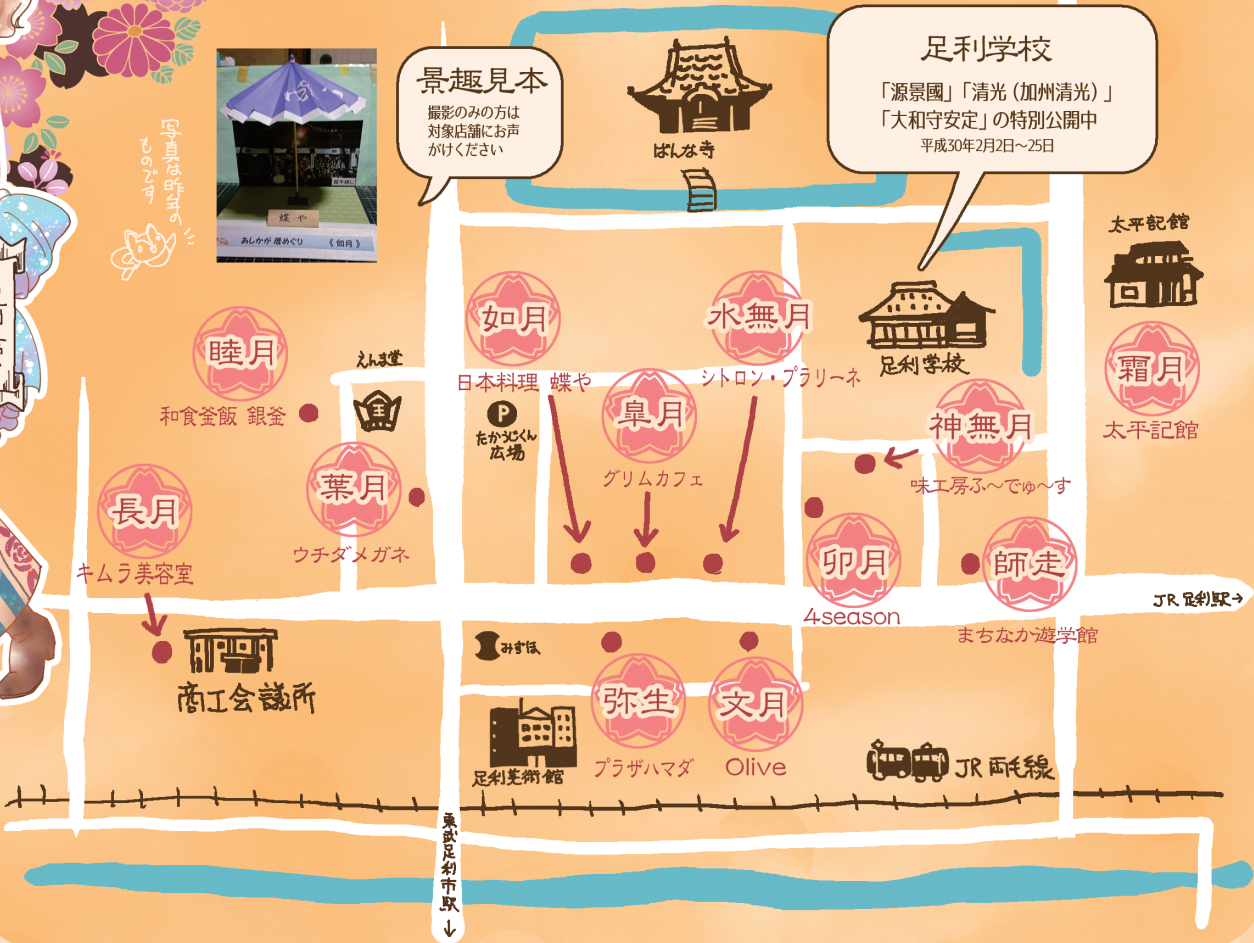 写真は昨年の
ものです
蝶や
あしかが 暦めぐり 《如月》
景趣見本
撮影のみの方は
対象店舗にお声
がけください
ばんな寺
足利学校
「源景國」「清光（加州清光）」
「大和守安定」の特別公開中
平成30年2月2日～25日
太平記館
霜月
太平記館
足利学校
睦月
和食釜飯 銀釜
えんま堂
如月
日本料理 蝶や
P
たかうじくん
広場
皐月
グリムカフェ
水無月
シトロン・プラリーネ
神無月
味工房ふ～でゅ～す
長月
キムラ美容室
葉月
ウチダメガネ
卯月
4season
師走
まちなか遊学館
JR 足利駅→
商工会議所
みずほ
足利美術館
弥生
プラザハマダ
文月
Olive
JR 両毛線
東武足利市駅
↓